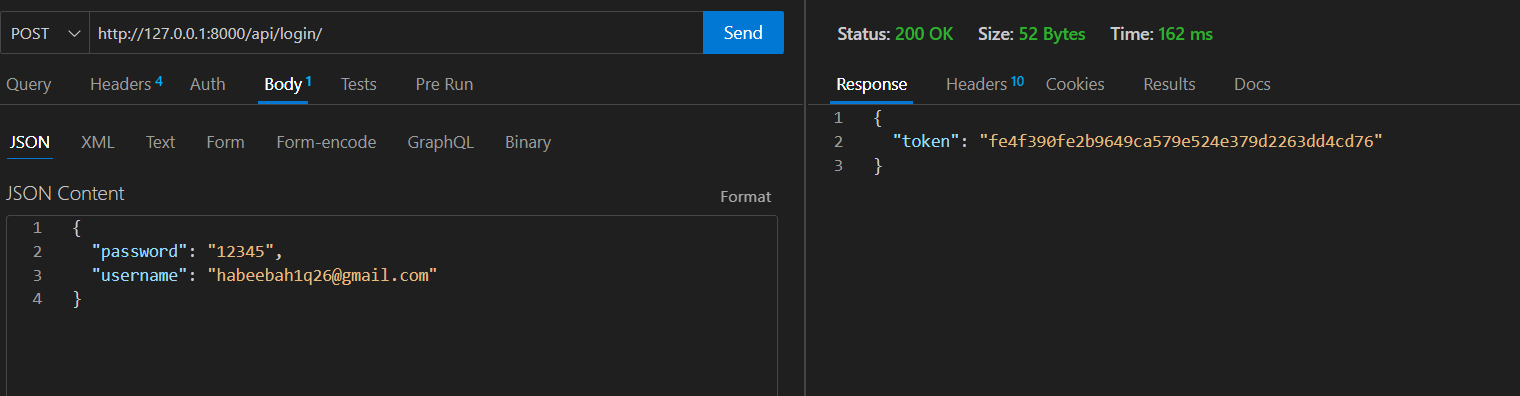 POST http://127.0.0.1:8000/api/login/ Send
Query Headers 4 Auth Body 1 Tests Pre Run
JSON XML Text Form Form-encode GraphQL Binary
JSON Content Format
1 {
2 "password": "12345",
3 "username": "habeebah1q26@gmail.com"
4 }
Status: 200 OK Size: 52 Bytes Time: 162 ms
Response Headers 10 Cookies Results Docs
1 {
2 "token": "fe4f390fe2b9649ca579e524e379d2263dd4cd76"
3 }